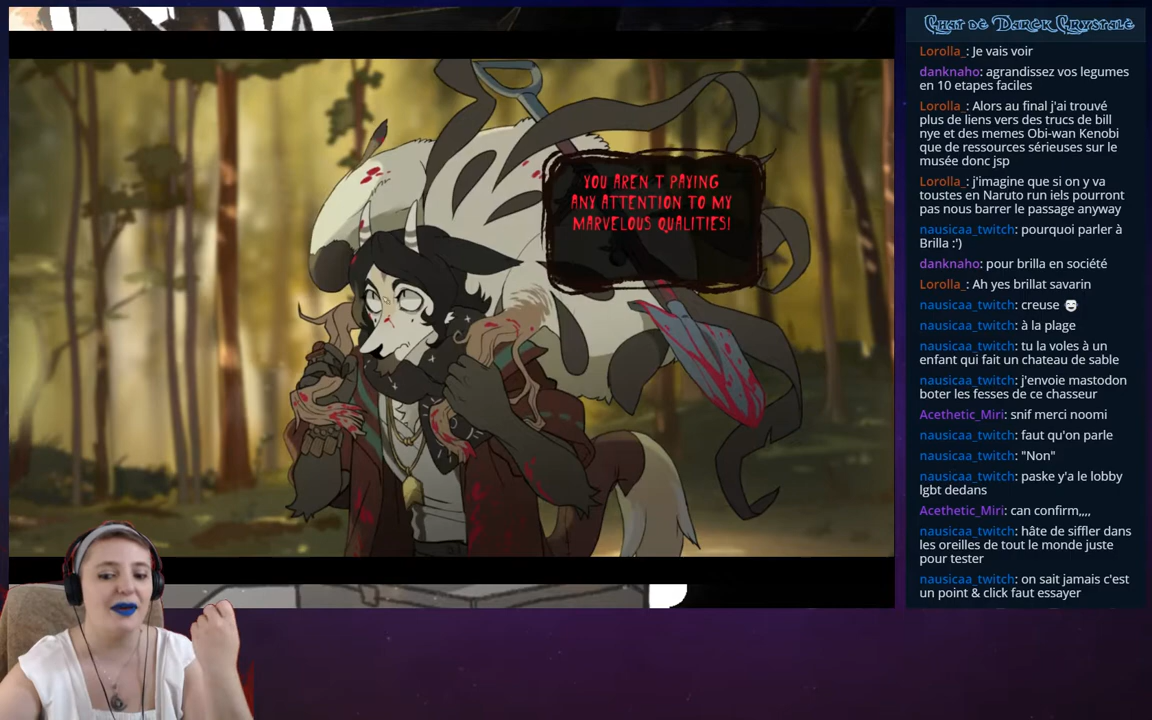 YOU AREN T PAYING
ANY ATTENTION TO MY
MARVELOUS QUALITIES!
Chat de Darck Crystale
Lorolla_: Je vais voir
danknaho: agrandissez vos legumes
en 10 etapes faciles
Lorolla_: Alors au final j'ai trouvé
plus de liens vers des trucs de bill
nye et des memes Obi-wan Kenobi
que de ressources sérieuses sur le
musée donc jsp
Lorolla_: j'imagine que si on y va
toustes en Naruto run iels pourront
pas nous barrer le passage anyway
nausicaa_twitch: pourquoi parler à
Brilla :')
danknaho: pour brilla en société
Lorolla_: Ah yes brillat savarin
nausicaa_twitch: creuse
nausicaa_twitch: à la plage
nausicaa_twitch: tu la voles à un
enfant qui fait un chateau de sable
nausicaa_twitch: j'envoie mastodon
boter les fesses de ce chasseur
Acethetic_Miri: snif merci noomi
nausicaa_twitch: faut qu'on parle
nausicaa_twitch: "Non"
nausicaa_twitch: paske y'a le lobby
lgbt dedans
Acethetic_Miri: can confirm,,,,
nausicaa_twitch: hâte de siffler dans
les oreilles de tout le monde juste
pour tester
nausicaa_twitch: on sait jamais c'est
un point & click faut essayer